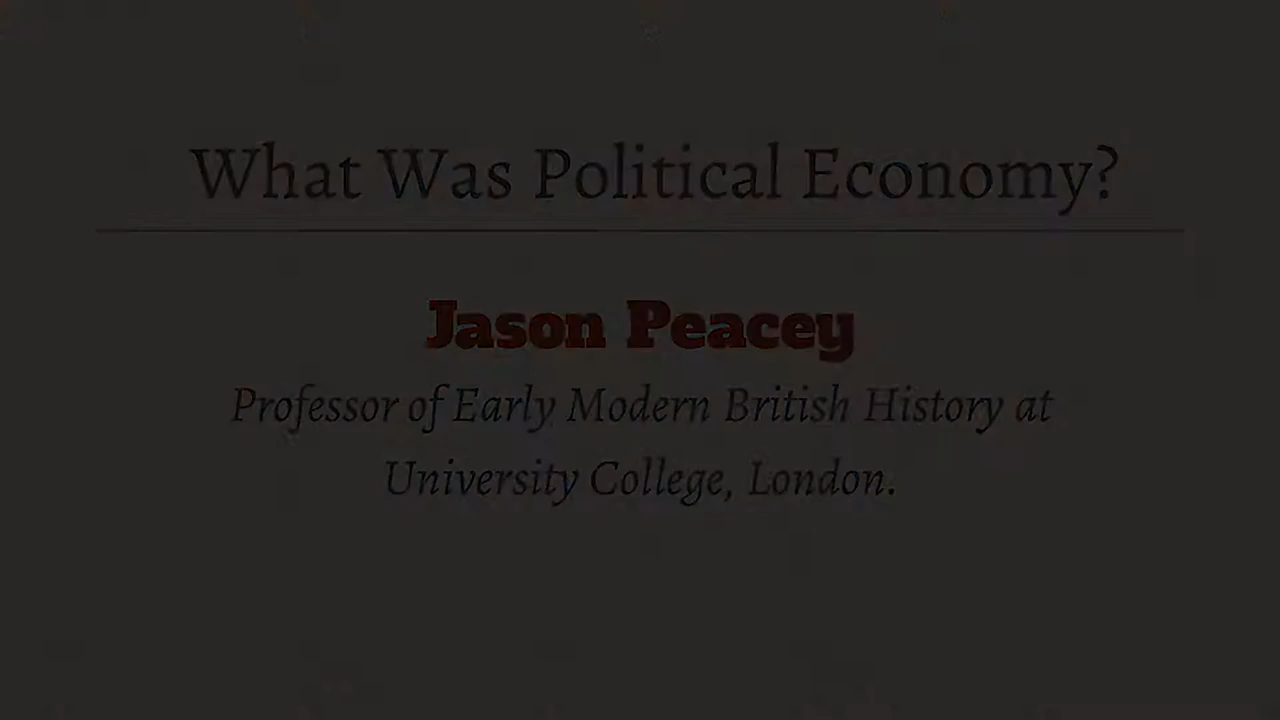 What Was Political Economy?
Jason Peacey
Professor of Early Modern British History at
University College, London.